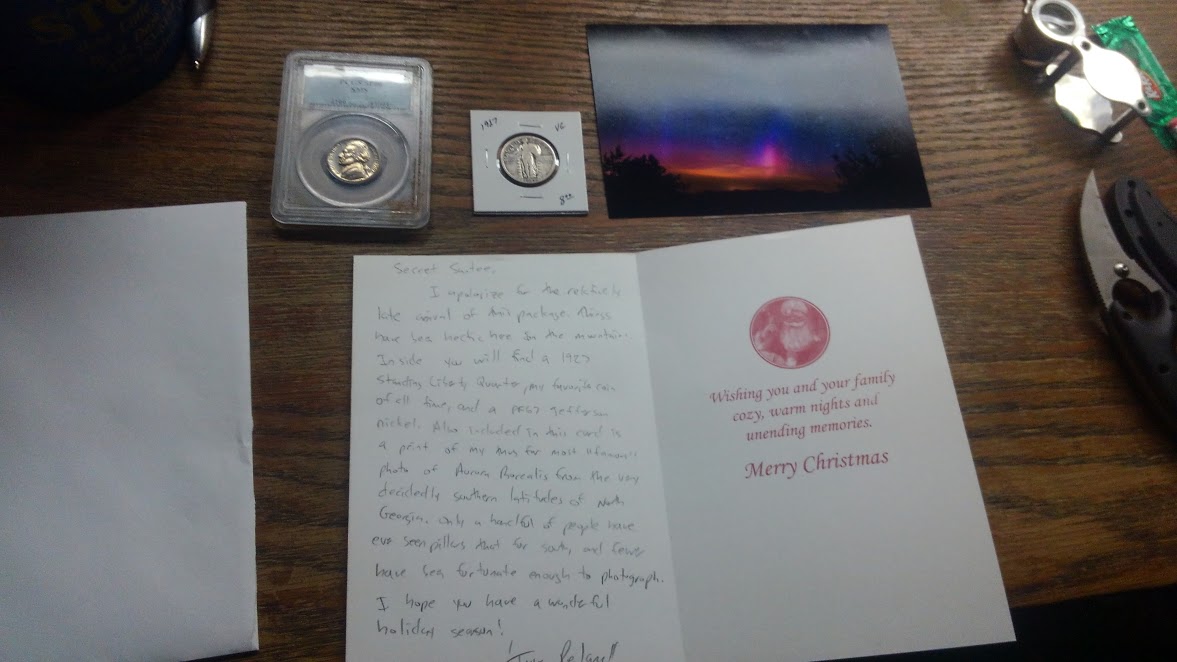 1927 VG
8
Secret Santee,
I apologize for the relatively
late arrival of this package. Things
have been hectic here in the mountains.
Inside you will find a 1927
Standing Liberty Quarter, my favorite coin
of all time, and a PF67 Jefferson
nickel. Also included in this card is
a print of my thus far most "famous"
photo of Aurora Borealis from the very
decidedly southern latitudes of North
Georgia. Only a handful of people have
ever seen pillars that far south, and fewer
have been fortunate enough to photograph.
I hope you have a wonderful
holiday season!
Wishing you and your family
cozy, warm nights and
unending memories.
Merry Christmas